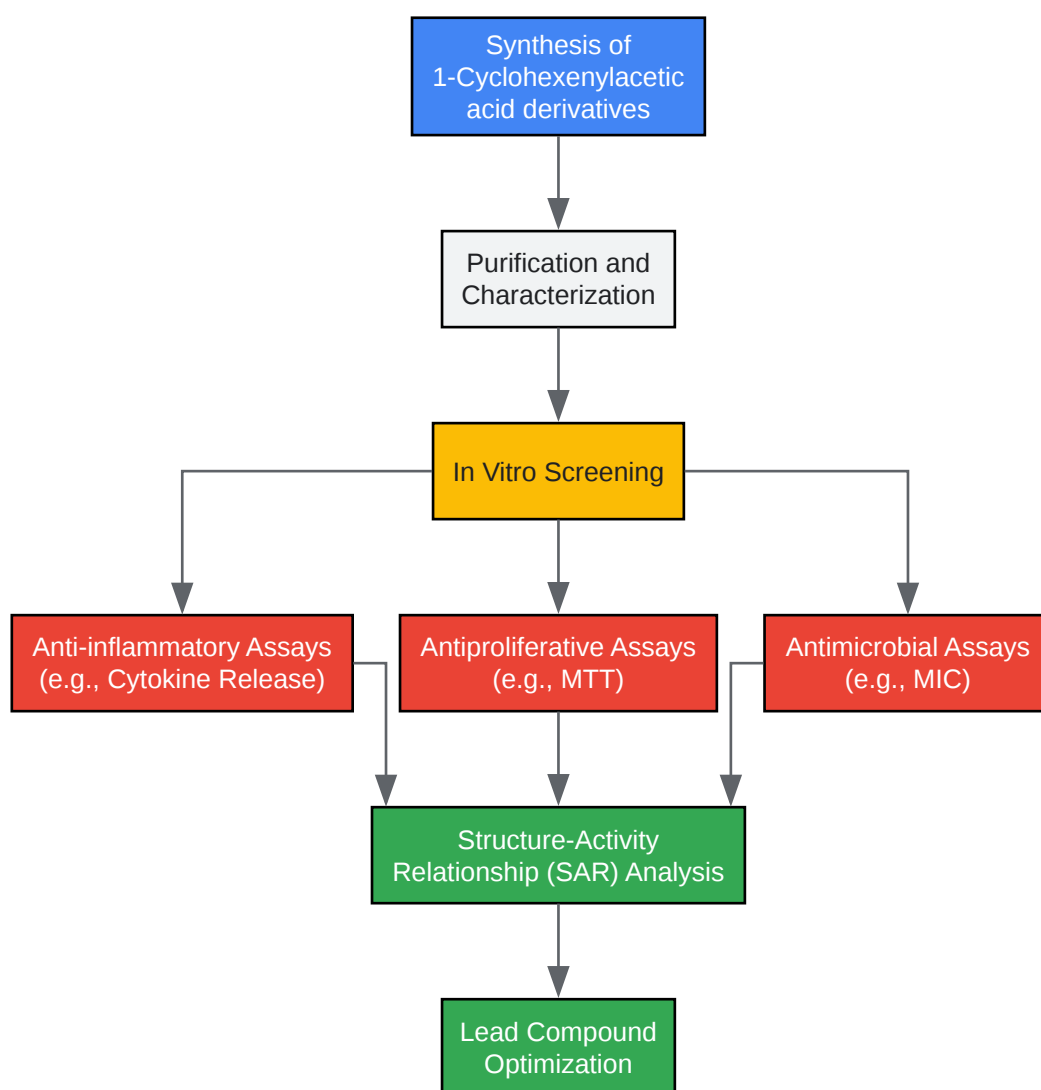 Synthesis of
1-Cyclohexenylacetic
acid derivatives
Purification and
Characterization
In Vitro Screening
Anti-inflammatory Assays
(e.g., Cytokine Release)
Antiproliferative Assays
(e.g., MTT)
Antimicrobial Assays
(e.g., MIC)
Structure-Activity
Relationship (SAR) Analysis
Lead Compound
Optimization